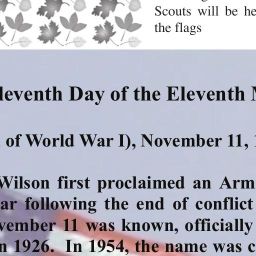 Scouts will be he
the flags
leventh Day of the Eleventh
of World War I), November 11, 1
Wilson first proclaimed an Arm
ar following the end of conflict
vember 11 was known, officially
n 1926. In 1954, the name was c